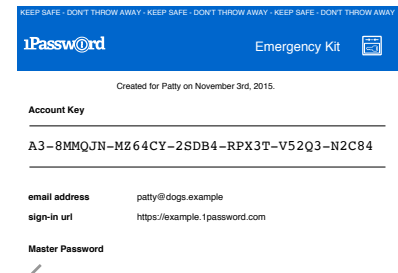 KEEP SAFE - DON'T THROW AWAY - KEEP SAFE - DON'T THROW AWAY - KEEP SAFE - DON'T THROW AWAY
1Password
Emergency Kit
Created for Patty on November 3rd, 2015.
Account Key
A3-8MMQJN-MZ64CY-2SDB4-RPX3T-V52Q3-N2C84
email address patty@dogs.example
sign-in url https://example.1password.com
Master Password